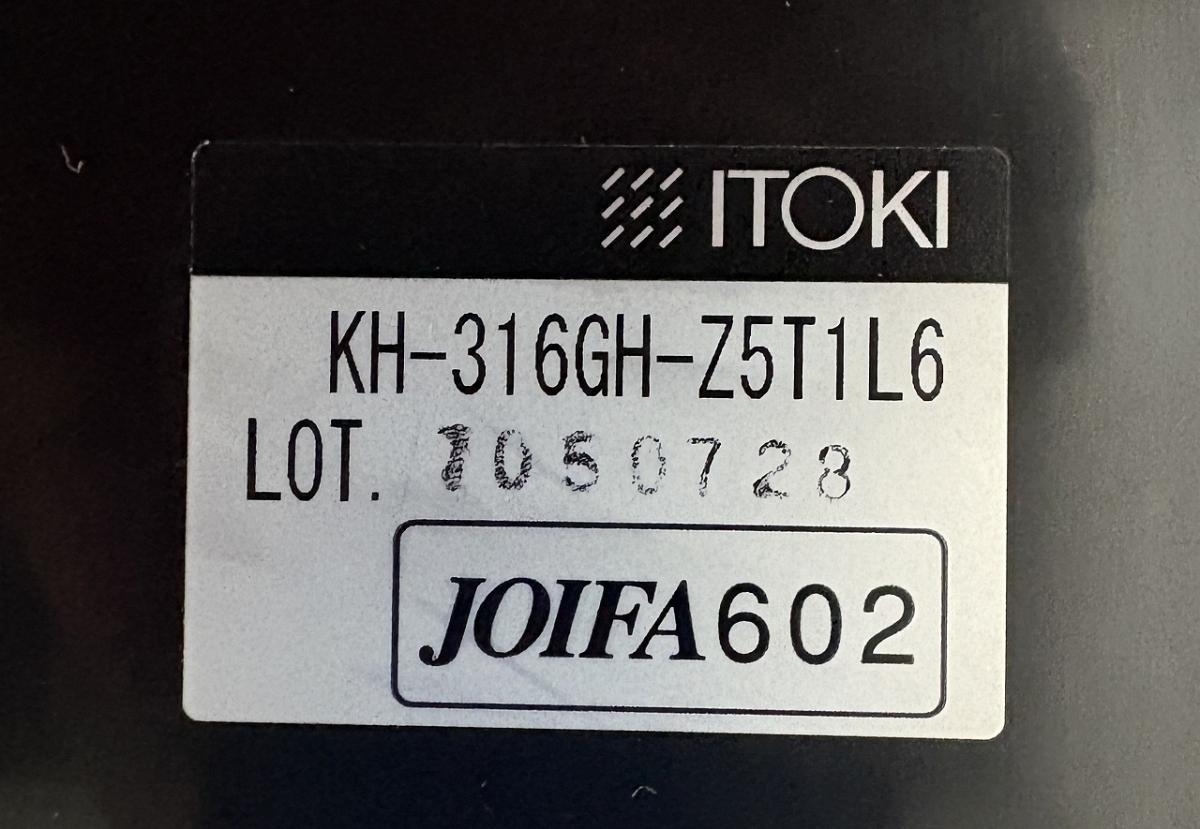 ITOKI
KH-316GH-Z5T1L6
LOT. 1050728
JOIFA602